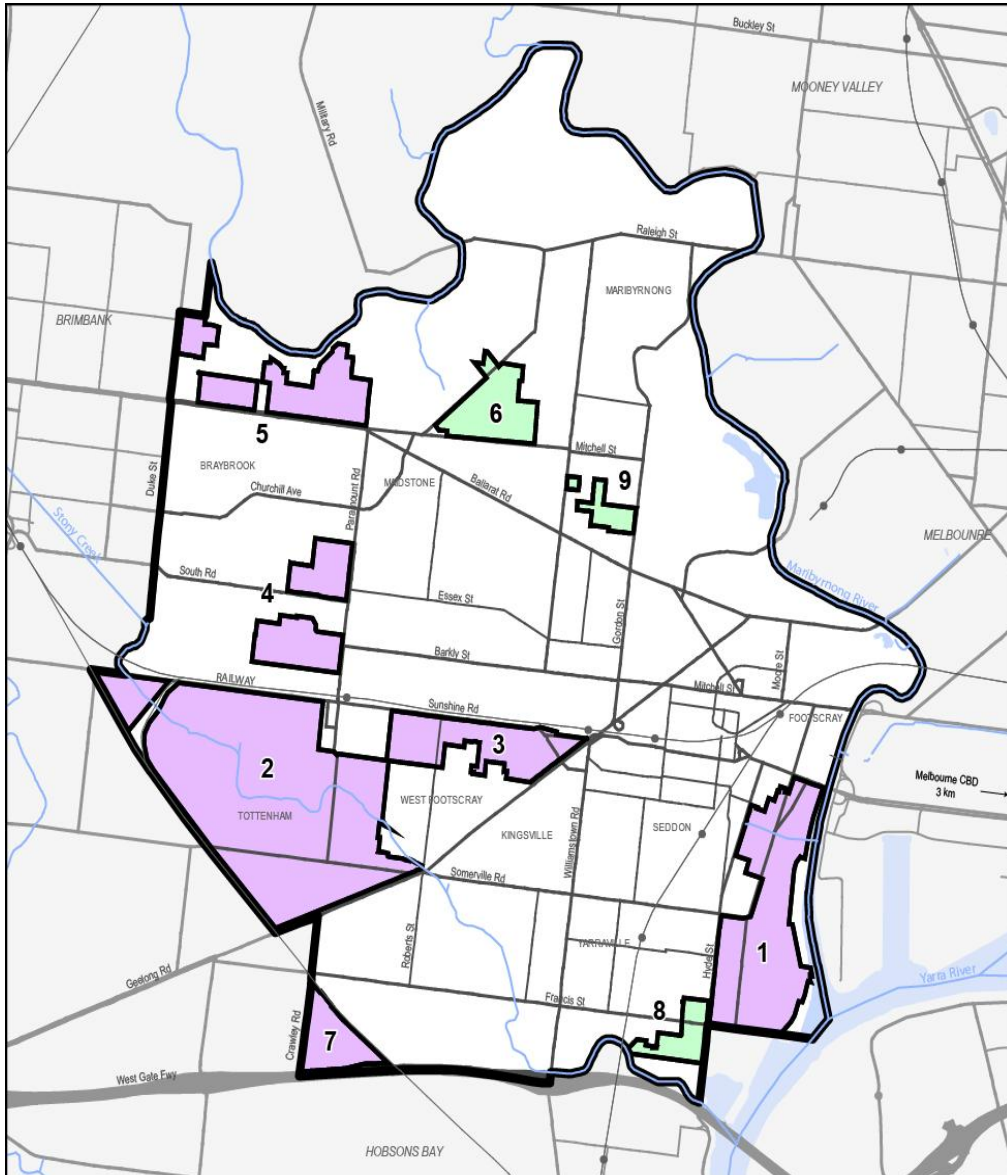 Buckley St
MOONEY VALLEY
Military Rd
Raleigh St
MARIBYRNONG
BRIMBANK
6
5
Mitchell St
Duke St
BRAYBROOK
MAIDSTONE
Ballarat Rd
9
Churchill Ave
Paramount Rd
Stony Creek
MELBOUNRE
South Rd
4
Essex St
Maribyrnong River
Gordon St
Barkly St
Moore St
RAILWAY
Mitchell St
Sunshine Rd
FOOTSCRAY
3
2
Melbourne CBD
3 km
WEST FOOTSCRAY
TOTTENHAM
KINGSVILLE
SEDDON
Williamstown Rd
Somerville Rd
Roberts St
YARRAVILLE
Hyde St
1
Geelong Rd
Yarra River
Francis St
8
Crawley Rd
7
West Gate Fwy
HOBSONS BAY